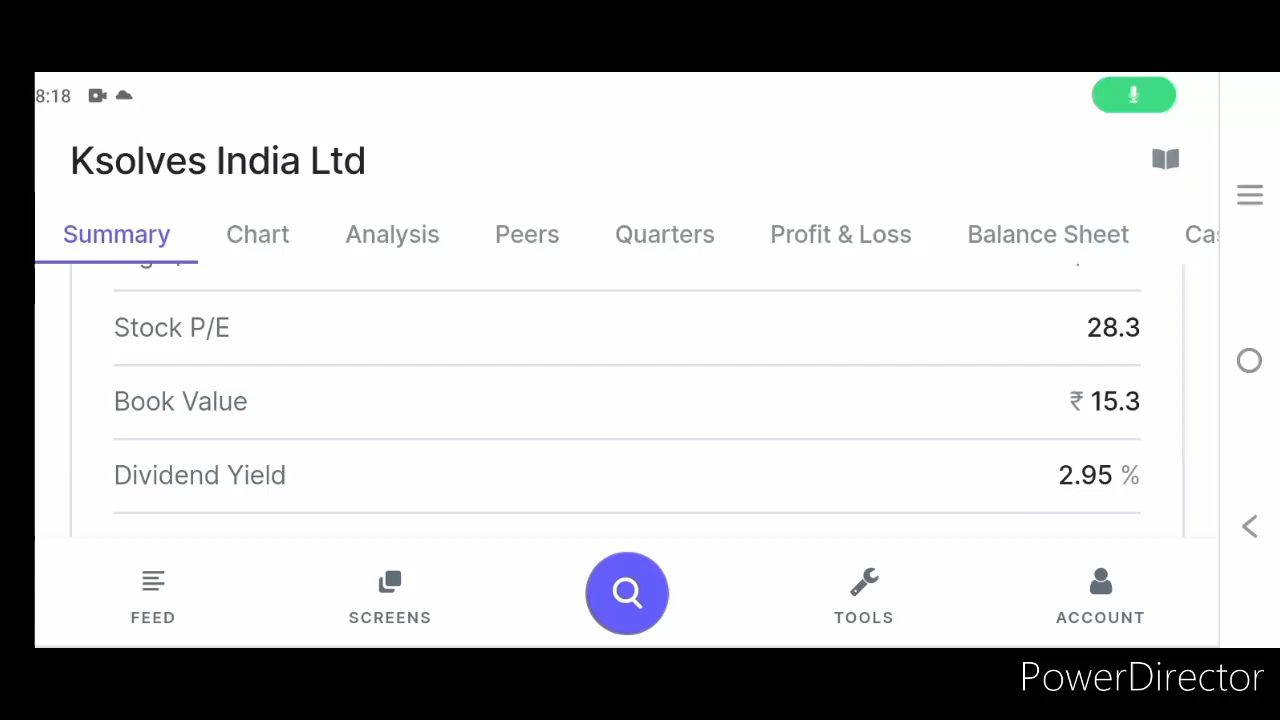 8:18
Ksolves India Ltd
Summary Chart Analysis Peers Quarters Profit & Loss Balance Sheet
Stock P/E 28.3
Book Value ₹ 15.3
Dividend Yield 2.95 %
FEED SCREENS TOOLS ACCOUNT
PowerDirector